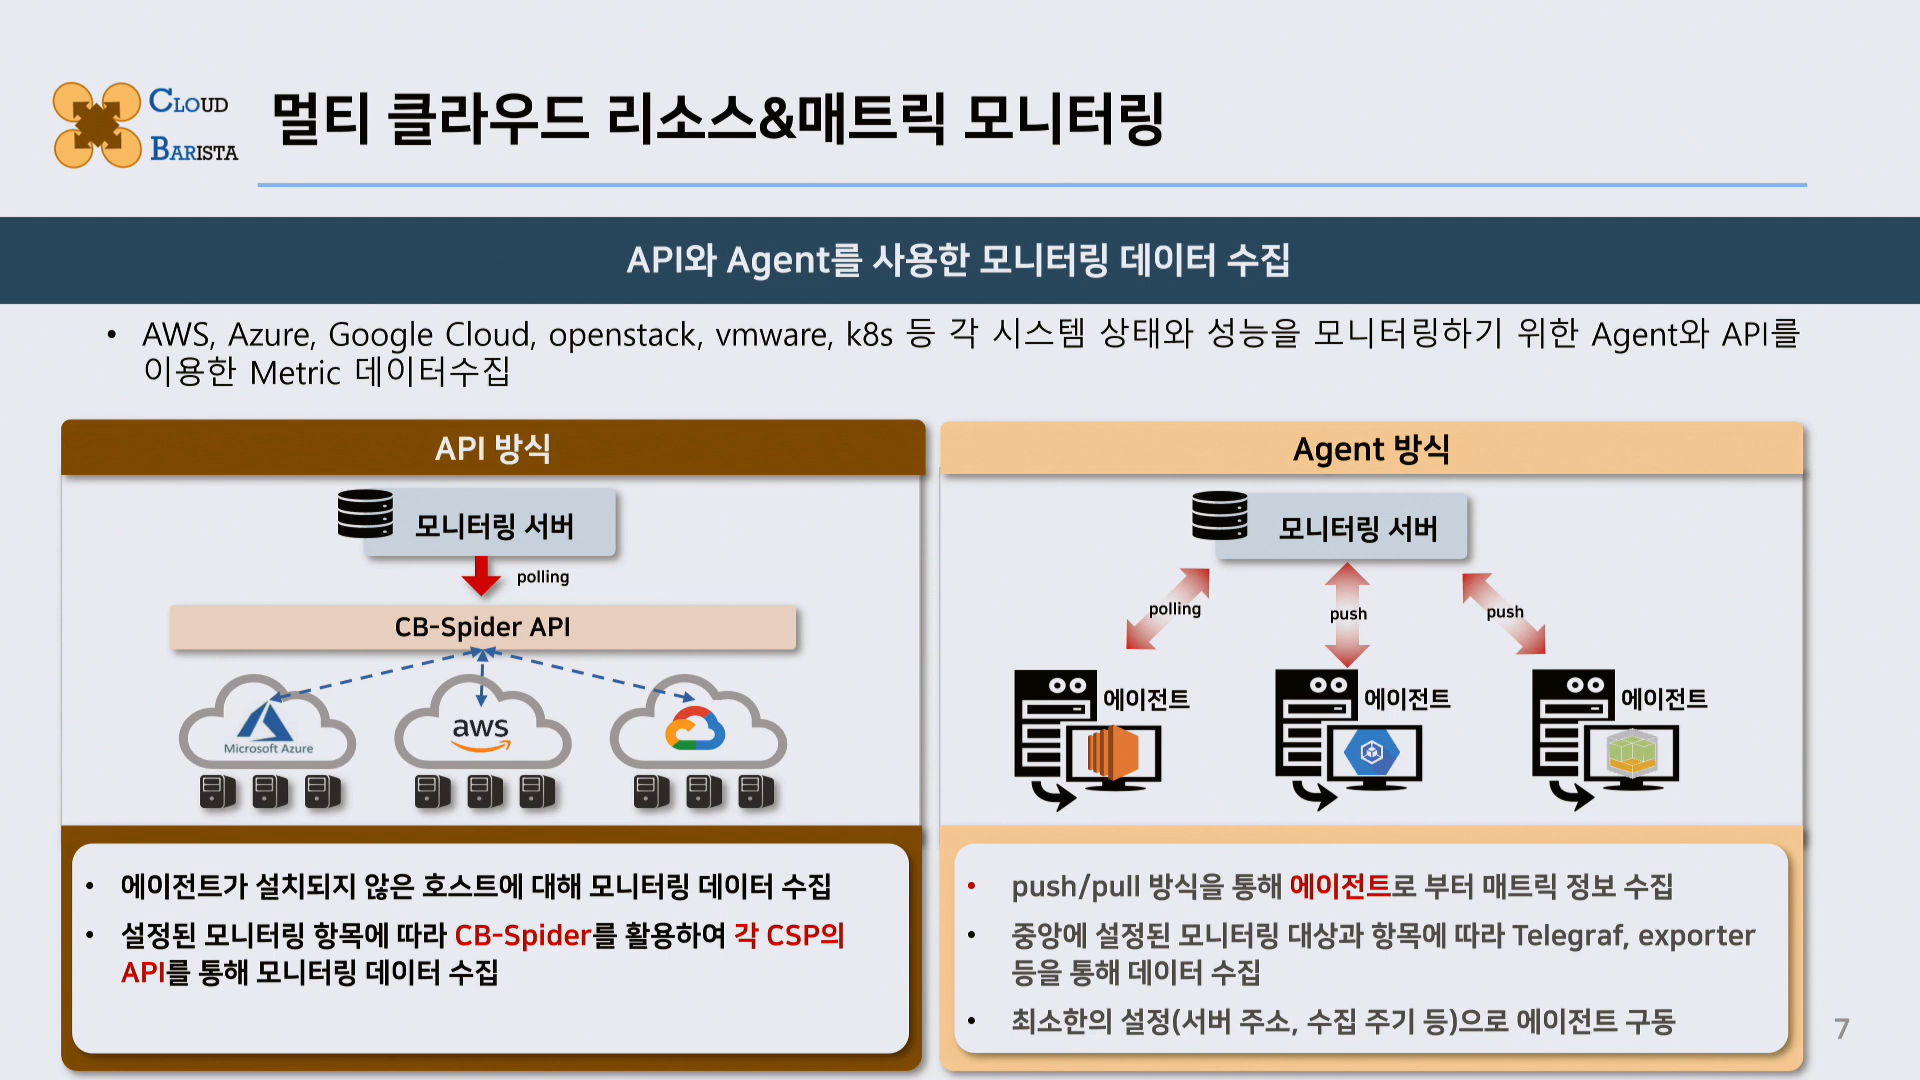 CLOUD
BARISTA
멀티 클라우드 리소스&매트릭 모니터링
API와 Agent를 사용한 모니터링 데이터 수집
• AWS, Azure, Google Cloud, openstack, vmware, k8s 등 각 시스템 상태와 성능을 모니터링하기 위한 Agent와 API를
이용한 Metric 데이터수집
API 방식
모니터링 서버
polling
CB-Spider API
Microsoft Azure
aws
• 에이전트가 설치되지 않은 호스트에 대해 모니터링 데이터 수집
• 설정된 모니터링 항목에 따라 CB-Spider를 활용하여 각 CSP의
API를 통해 모니터링 데이터 수집
Agent 방식
모니터링 서버
polling
push
push
에이전트
에이전트
에이전트
• push/pull 방식을 통해 에이전트로 부터 매트릭 정보 수집
• 중앙에 설정된 모니터링 대상과 항목에 따라 Telegraf, exporter
등을 통해 데이터 수집
• 최소한의 설정(서버 주소, 수집 주기 등)으로 에이전트 구동
7